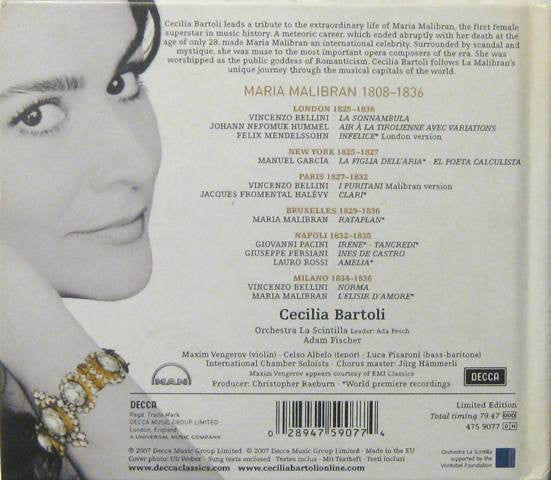 Cecilia Bartoli leads a tribute to the extraordinary life of Maria Malibran, the first female
superstar in music history. A meteoric career, which ended abruptly with her death at the
age of only 28, made Maria Malibran an international celebrity. Surrounded by scandal and
mystique, she was muse to the most important opera composers of the era. She was
worshipped as the public goddess of Romanticism. Cecilia Bartoli follows La Malibran's
unique journey through the musical capitals of the world.
MARIA MALIBRAN 1808–1836
LONDON 1825–1836
VINCENZO BELLINI LA SONNAMBULA
JOHANN NEPOMUK HUMMEL AIR À LA TIROLIENNE AVEC VARIATIONS
FELIX MENDELSSOHN INFELICE* London version
NEW YORK 1825–1827
MANUEL GARCÍA LA FIGLIA DELL'ARIA* · EL POETA CALCULISTA
PARIS 1827–1832
VINCENZO BELLINI I PURITANI Malibran version
JACQUES FROMENTAL HALÉVY CLARI*
BRUXELLES 1829–1836
MARIA MALIBRAN RATAPLAN*
NAPOLI 1832–1835
GIOVANNI PACINI IRENE* · TANCREDI*
GIUSEPPE PERSIANI INES DE CASTRO
LAURO ROSSI AMELIA*
MILANO 1834–1836
VINCENZO BELLINI NORMA
MARIA MALIBRAN L'ELISIR D'AMORE*
Cecilia Bartoli
Orchestra La Scintilla Leader: Ada Pesch
Adam Fischer
Maxim Vengerov (violin) · Celso Albelo (tenor) · Luca Pisaroni (bass-baritone)
International Chamber Soloists · Chorus master: Jürg Hämmerli
Maxim Vengerov appears courtesy of EMI Classics
Producer: Christopher Raeburn · *World premiere recordings
MAN
DECCA
DECCA
Regd. Trade Mark
DECCA MUSIC GROUP LIMITED
London, England
A UNIVERSAL MUSIC COMPANY
0 28947 59077 4
Limited Edition
Total timing 79.47 DDD
475 9077 GH
℗ 2007 Decca Music Group Limited © 2007 Decca Music Group Limited · Made in the EU
Cover photo: Uli Weber · Sung texts enclosed · Textes inclus · Mit Textheft · Testi inclusi
www.deccaclassics.com · www.ceciliabartolionline.com
Orchestra La Scintilla
supported by the
Vontobel Foundation